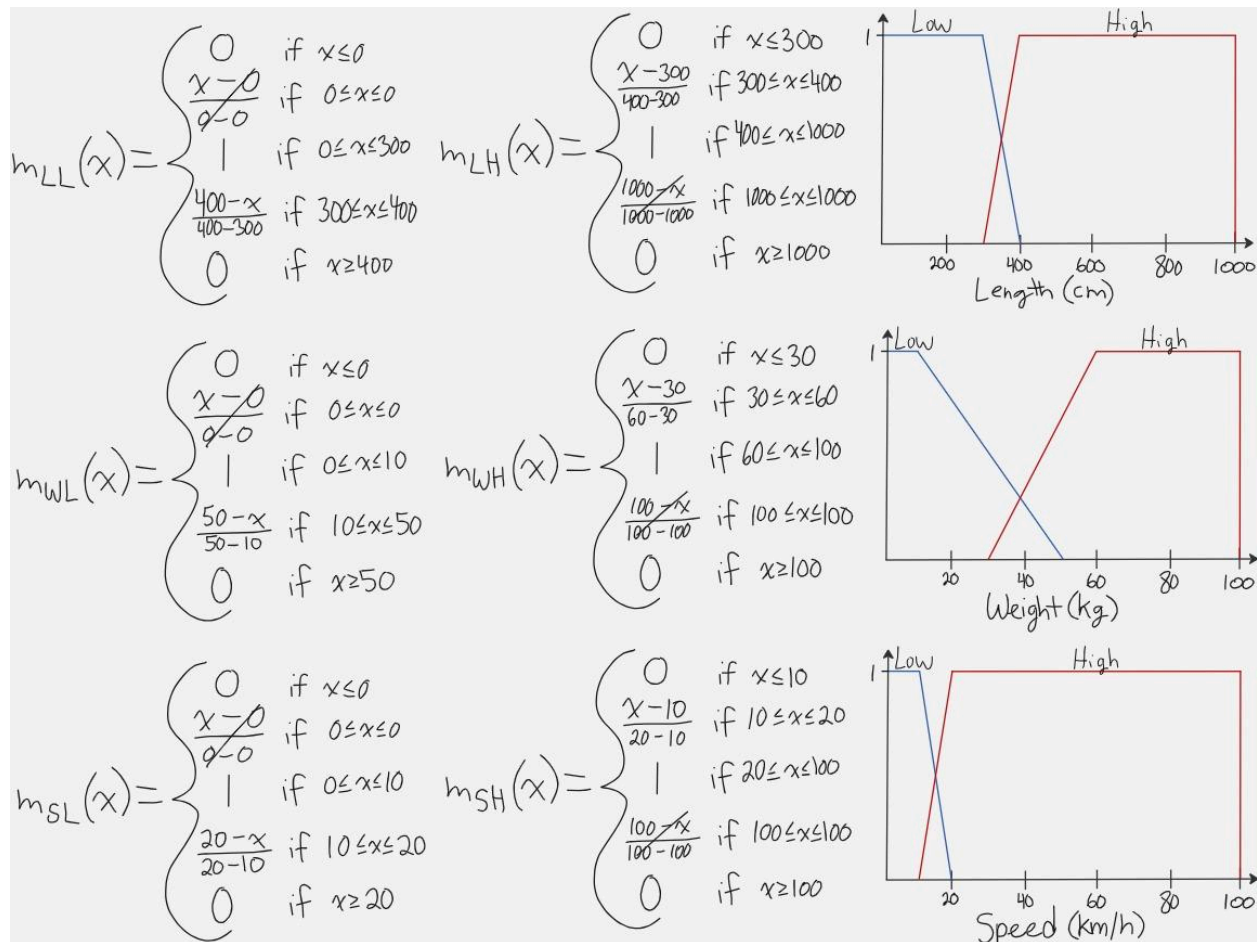 m_LL(x)=
0 if x≤0
x-0/0-0 if 0≤x≤0
1 if 0≤x≤300
400-x/400-300 if 300≤x≤400
0 if x≥400
m_LH(x)=
0 if x≤300
x-300/400-300 if 300≤x≤400
1 if 400≤x≤1000
1000-x/1000-1000 if 1000≤x≤1000
0 if x≥1000
Low High
1
200 400 600 800 1000
Length (cm)
m_WL(x)=
0 if x≤0
x-0/0-0 if 0≤x≤0
1 if 0≤x≤10
50-x/50-10 if 10≤x≤50
0 if x≥50
m_WH(x)=
0 if x≤30
x-30/60-30 if 30≤x≤60
1 if 60≤x≤100
100-x/100-100 if 100≤x≤100
0 if x≥100
Low High
1
20 40 60 80 100
Weight (kg)
m_SL(x)=
0 if x≤0
x-0/0-0 if 0≤x≤0
1 if 0≤x≤10
20-x/20-10 if 10≤x≤20
0 if x≥20
m_SH(x)=
0 if x≤10
x-10/20-10 if 10≤x≤20
1 if 20≤x≤100
100-x/100-100 if 100≤x≤100
0 if x≥100
Low High
1
20 40 60 80 100
Speed (km/h)